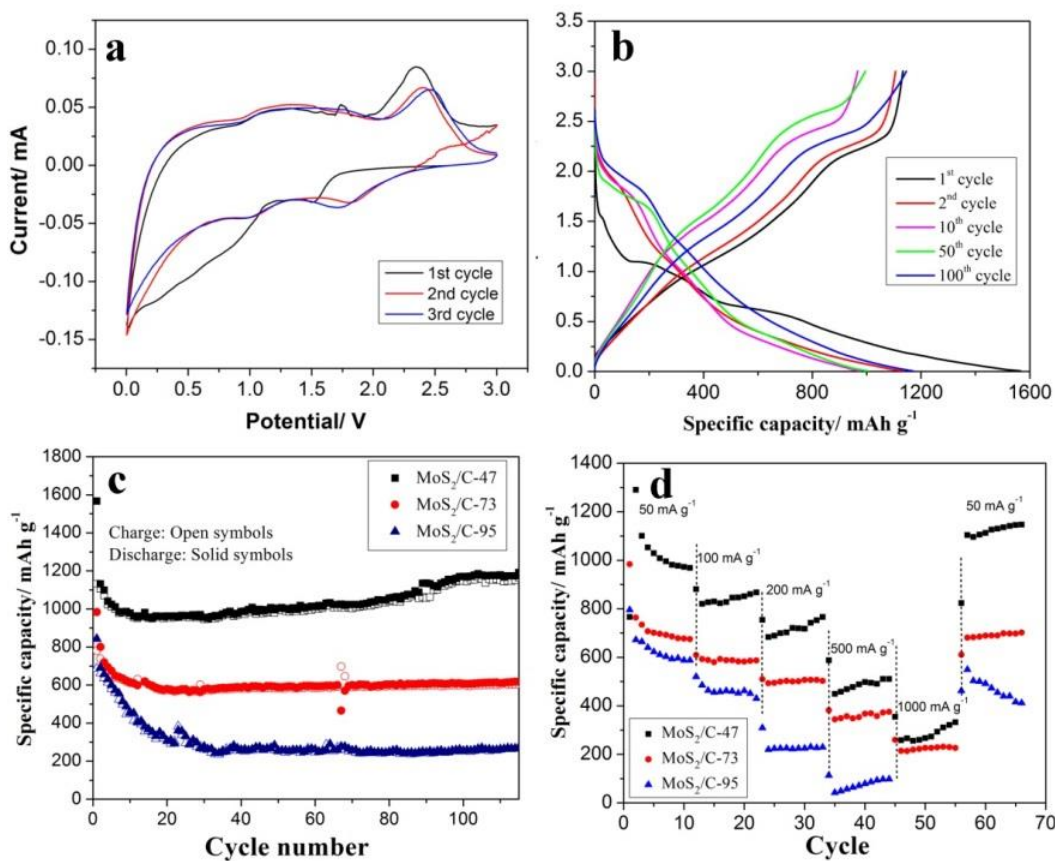 a
0.10
0.05
0.00
-0.05
-0.10
-0.15
Current/ mA
1st cycle
2nd cycle
3rd cycle
0.0 0.5 1.0 1.5 2.0 2.5 3.0
Potential/ V
b
3.5
3.0
2.5
2.0
1.5
1.0
0.5
0.0
1st cycle
2nd cycle
10th cycle
50th cycle
100th cycle
0 400 800 1200 1600
Specific capacity/ mAh g⁻¹
c
1800
1600
1400
1200
1000
800
600
400
200
0
Specific capacity/ mAh g⁻¹
MoS₂/C-47
MoS₂/C-73
MoS₂/C-95
Charge: Open symbols
Discharge: Solid symbols
0 20 40 60 80 100
Cycle number
d
1400
1200
1000
800
600
400
200
0
Specific capacity/ mAh g⁻¹
50 mA g⁻¹
100 mA g⁻¹
200 mA g⁻¹
500 mA g⁻¹
1000 mA g⁻¹
50 mA g⁻¹
MoS₂/C-47
MoS₂/C-73
MoS₂/C-95
0 10 20 30 40 50 60 70
Cycle